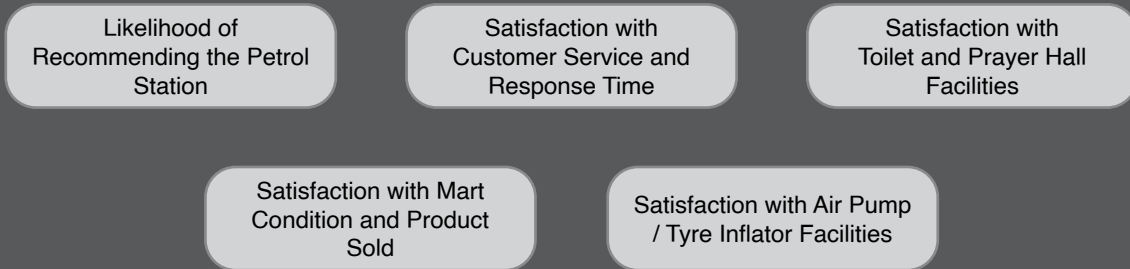 Likelihood of
Recommending the Petrol
Station
Satisfaction with
Customer Service and
Response Time
Satisfaction with
Toilet and Prayer Hall
Facilities
Satisfaction with Mart
Condition and Product
Sold
Satisfaction with Air Pump
/ Tyre Inflator Facilities